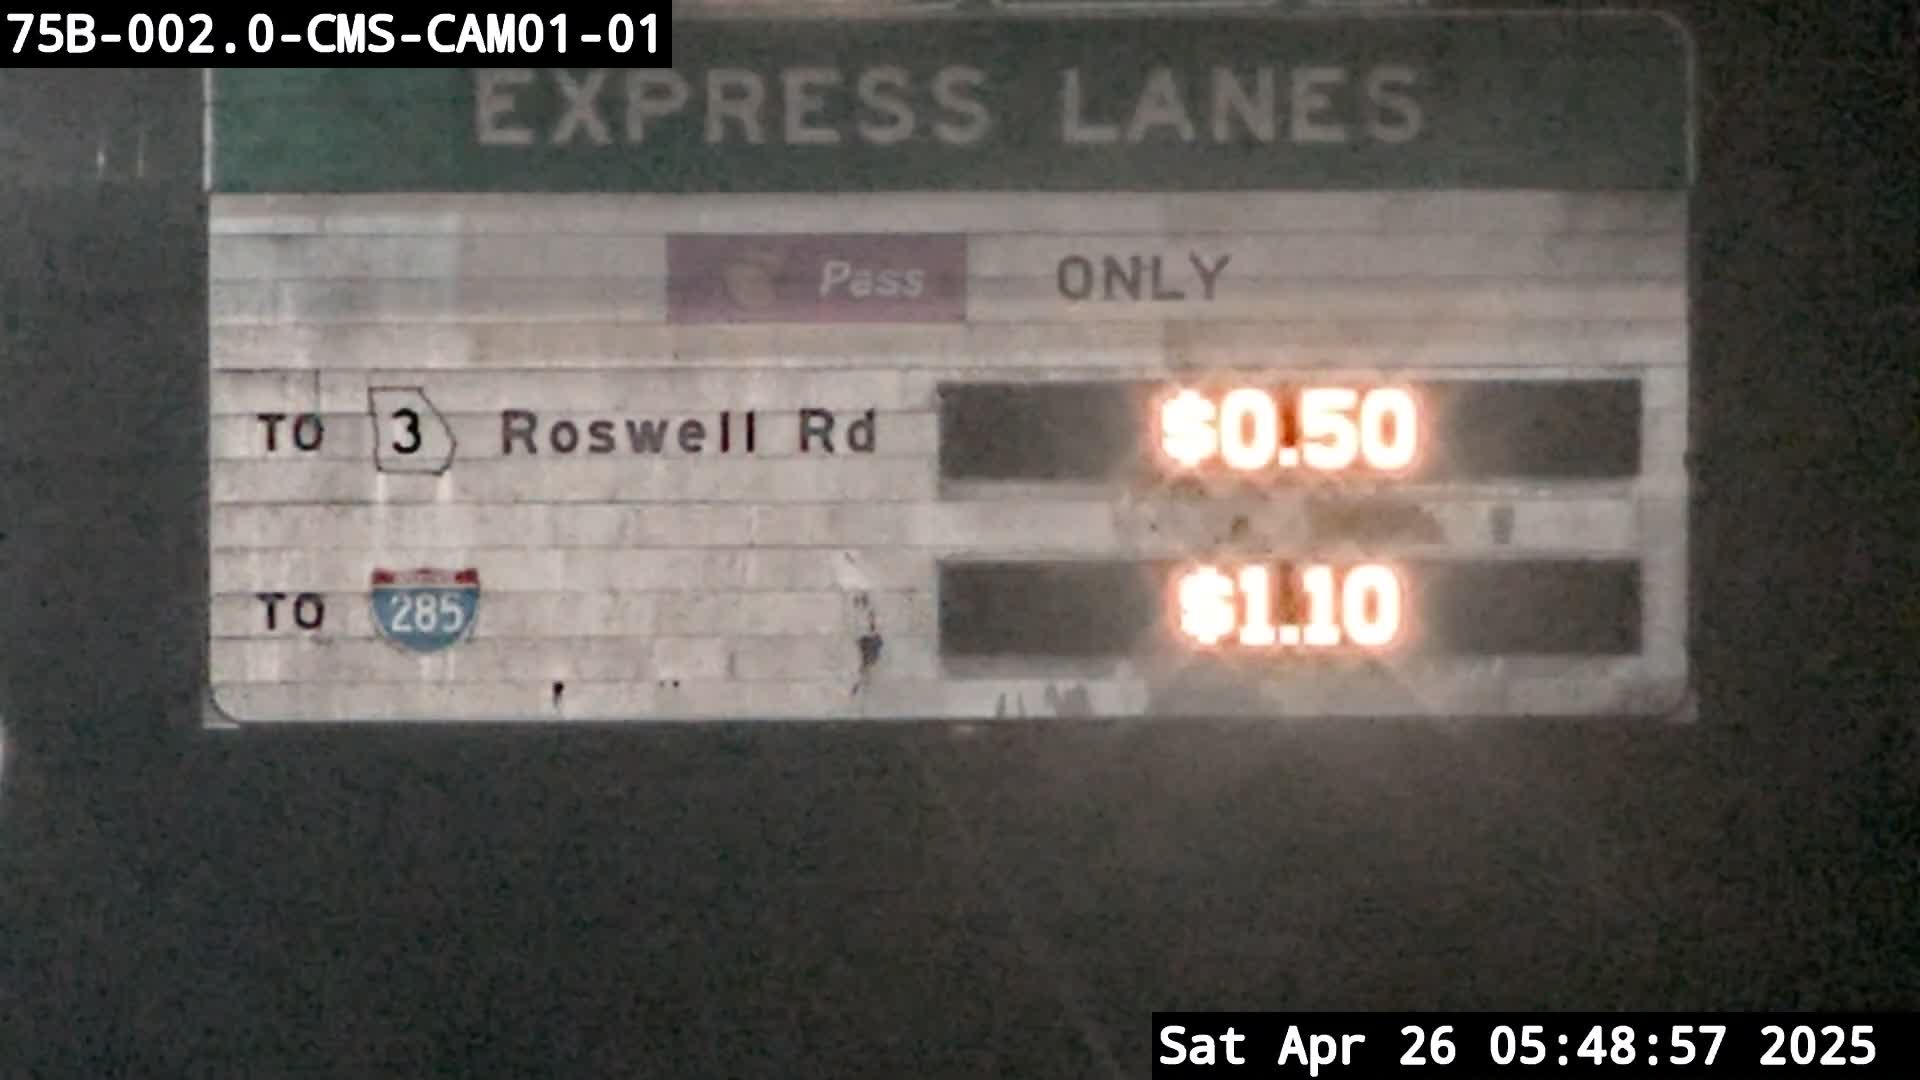 75B-002.0-CMS-CAM01-01
EXPRESS LANES
Pass ONLY
TO 3 Roswell Rd $0.50
TO 285 $1.10
Sat Apr 26 05:48:57 2025